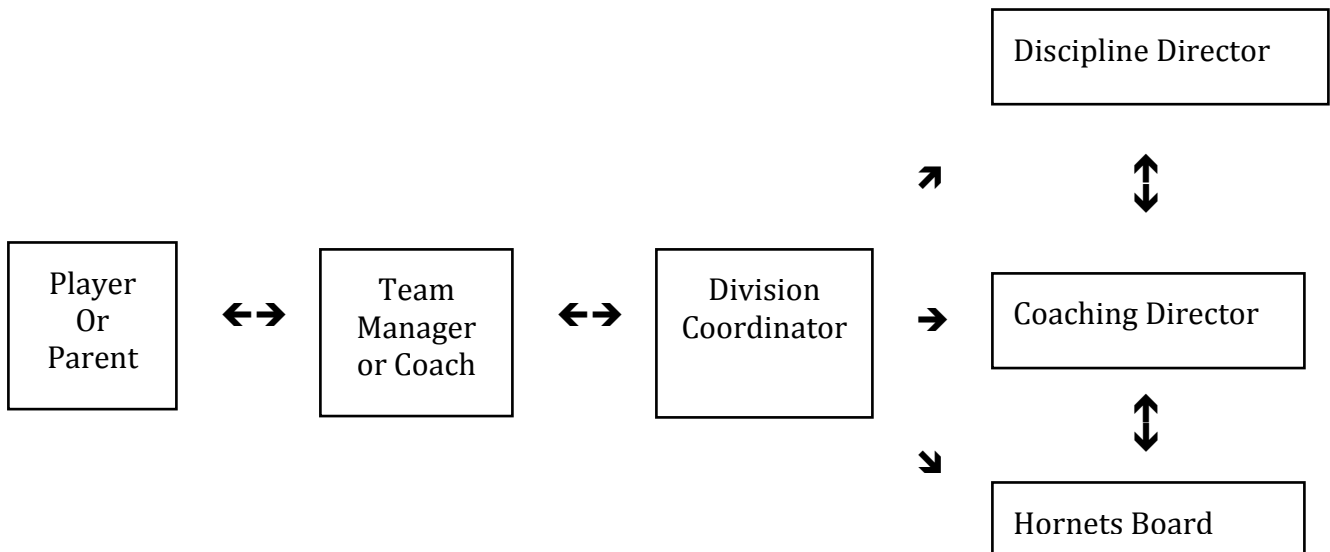 Discipline Director
Player
Or
Parent
Team
Manager
or Coach
Division
Coordinator
Coaching Director
Hornets Board